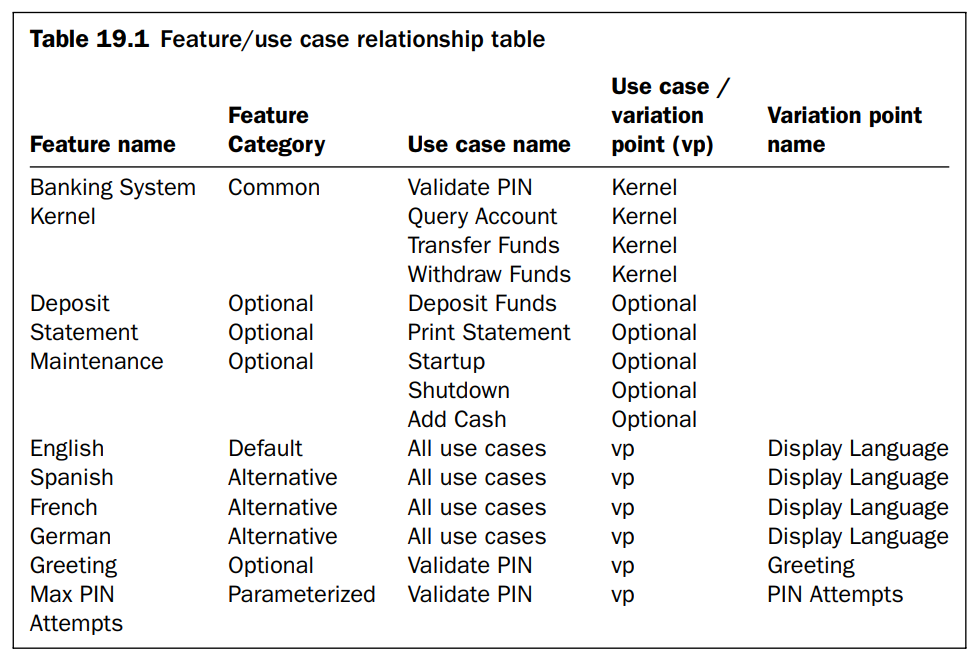 Table 19.1 Feature/use case relationship table
Use case /
Feature variation Variation point
Feature name Category Use case name point (vp) name
Banking System Common Validate PIN Kernel
Kernel Query Account Kernel
Transfer Funds Kernel
Withdraw Funds Kernel
Deposit Optional Deposit Funds Optional
Statement Optional Print Statement Optional
Maintenance Optional Startup Optional
Shutdown Optional
Add Cash Optional
English Default All use cases vp Display Language
Spanish Alternative All use cases vp Display Language
French Alternative All use cases vp Display Language
German Alternative All use cases vp Display Language
Greeting Optional Validate PIN vp Greeting
Max PIN Parameterized Validate PIN vp PIN Attempts
Attempts